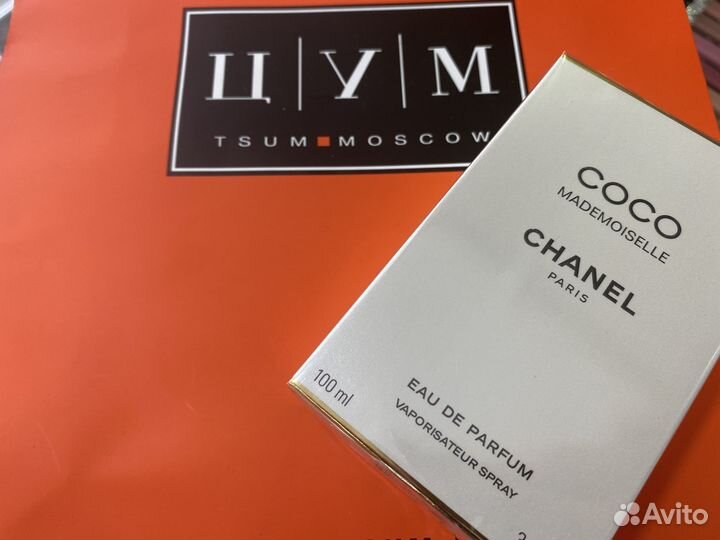 Ц|У|М
TSUM MOSCOW
COCO
MADEMOISELLE
CHANEL
PARIS
100 ml
EAU DE PARFUM
VAPORISATEUR SPRAY
Avito